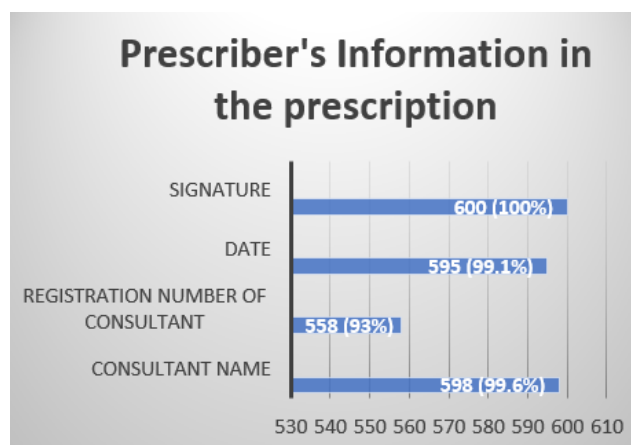 Prescriber's Information in
the prescription
SIGNATURE
600 (100%)
DATE
595 (99.1%)
REGISTRATION NUMBER OF
CONSULTANT
558 (93%)
CONSULTANT NAME
598 (99.6%)
530 540 550 560 570 580 590 600 610